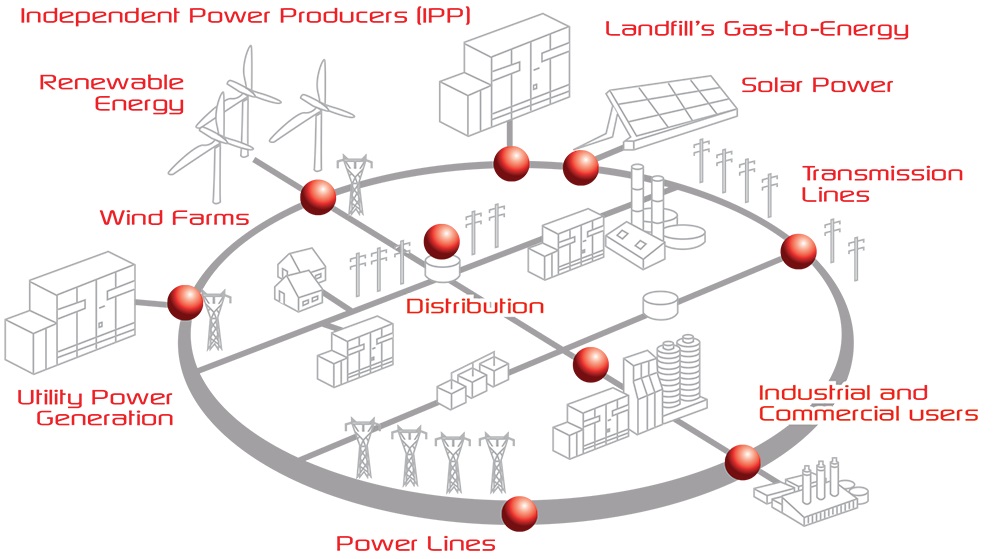 Independent Power Producers (IPP)
Landfill's Gas-to-Energy
Renewable
Energy
Solar Power
Transmission
Lines
Wind Farms
Distribution
Utility Power
Generation
Industrial and
Commercial users
Power Lines